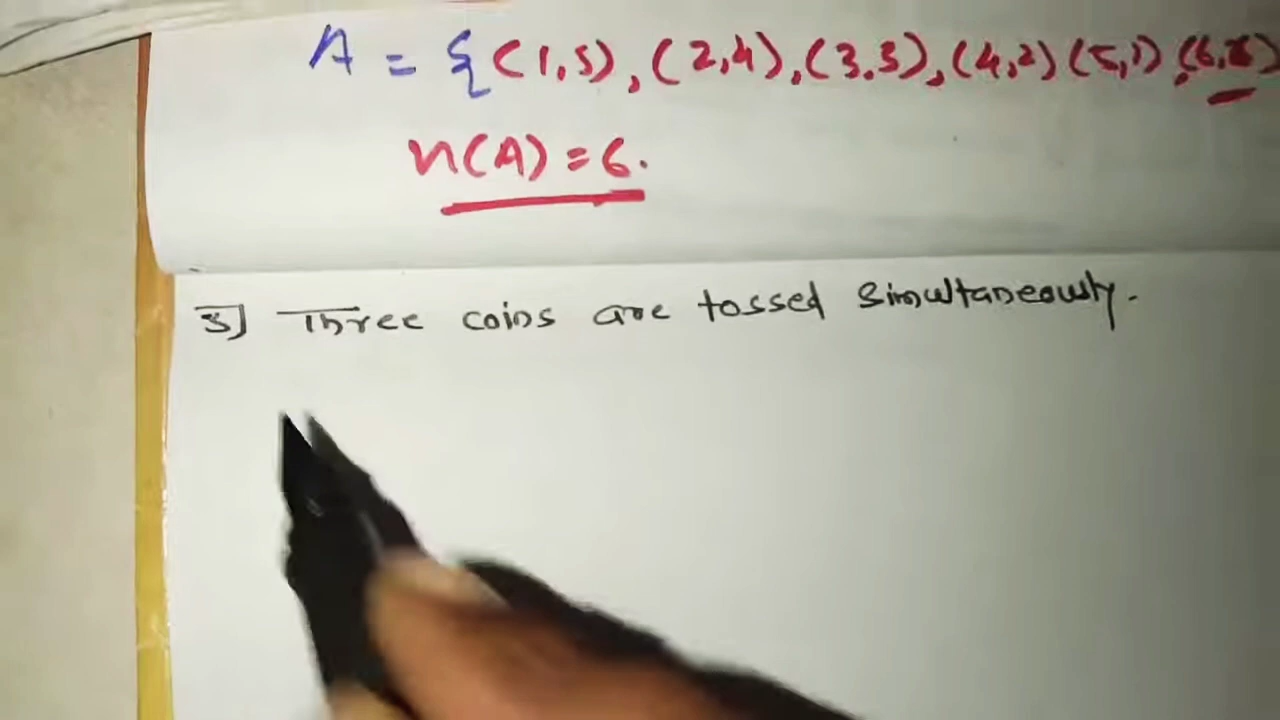 A = {(1,5), (2,4), (3.3), (4,2) (5,1), (6,6)
n(A) = 6.
3] Three coins are tossed simultaneously.